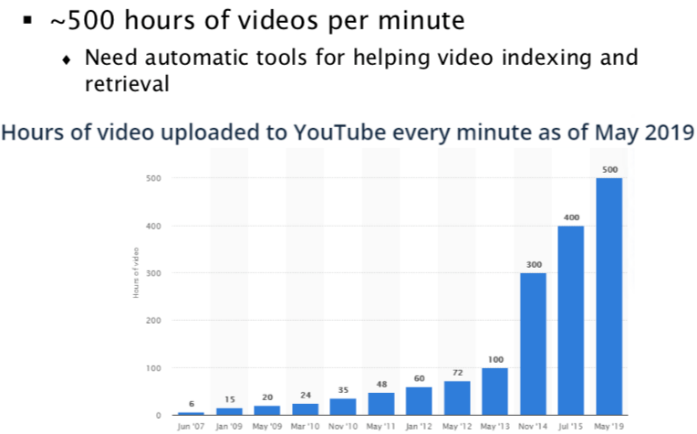 ▪ ~500 hours of videos per minute
♦ Need automatic tools for helping video indexing and
retrieval
Hours of video uploaded to YouTube every minute as of May 2019
Hours of video
500
400
300
200
100
0
6
15
20
24
35
48
60
72
100
300
400
500
Jun '07
Jan '09
May '09
Mar '10
Nov '10
May '11
Jan '12
May '12
May '13
Nov '14
Jul '15
May '19